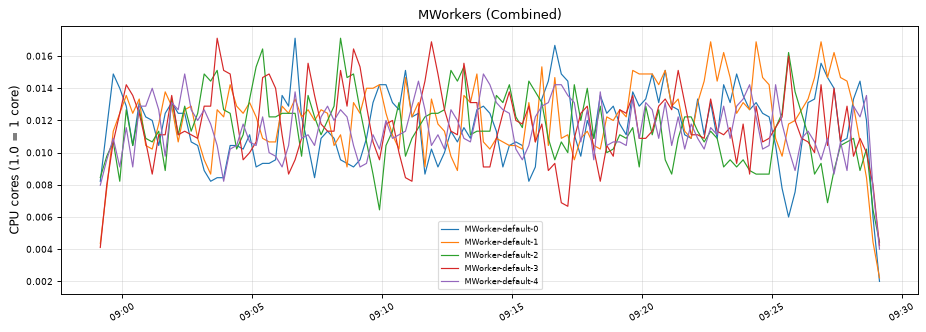 MWorkers (Combined)
CPU cores (1.0 = 1 core)
0.016
0.014
0.012
0.010
0.008
0.006
0.004
0.002
MWorker-default-0
MWorker-default-1
MWorker-default-2
MWorker-default-3
MWorker-default-4
09:00
09:05
09:10
09:15
09:20
09:25
09:30